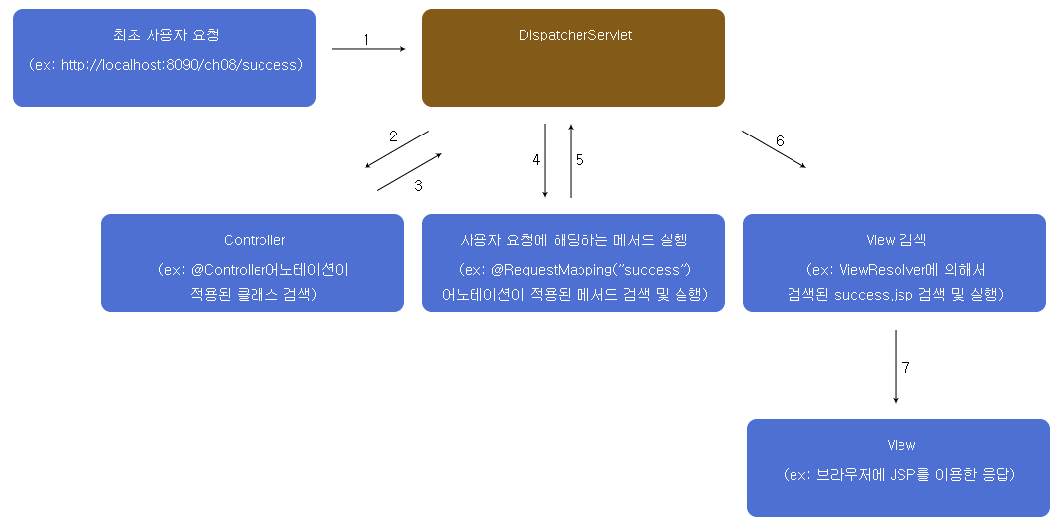 최초 사용자 요청
(ex: http://localhost:8090/ch08/success)
1
DispatcherServlet
2
3
4
5
6
Controller
(ex: @Controller어노테이션이
적용된 클래스 검색)
사용자 요청에 해당하는 메서드 실행
(ex: @RequestMapping("success")
어노테이션이 적용된 메서드 검색 및 실행)
View 검색
(ex: ViewResolver에 의해서
검색된 success.jsp 검색 및 실행)
7
View
(ex: 브라우저에 JSP를 이용한 응답)